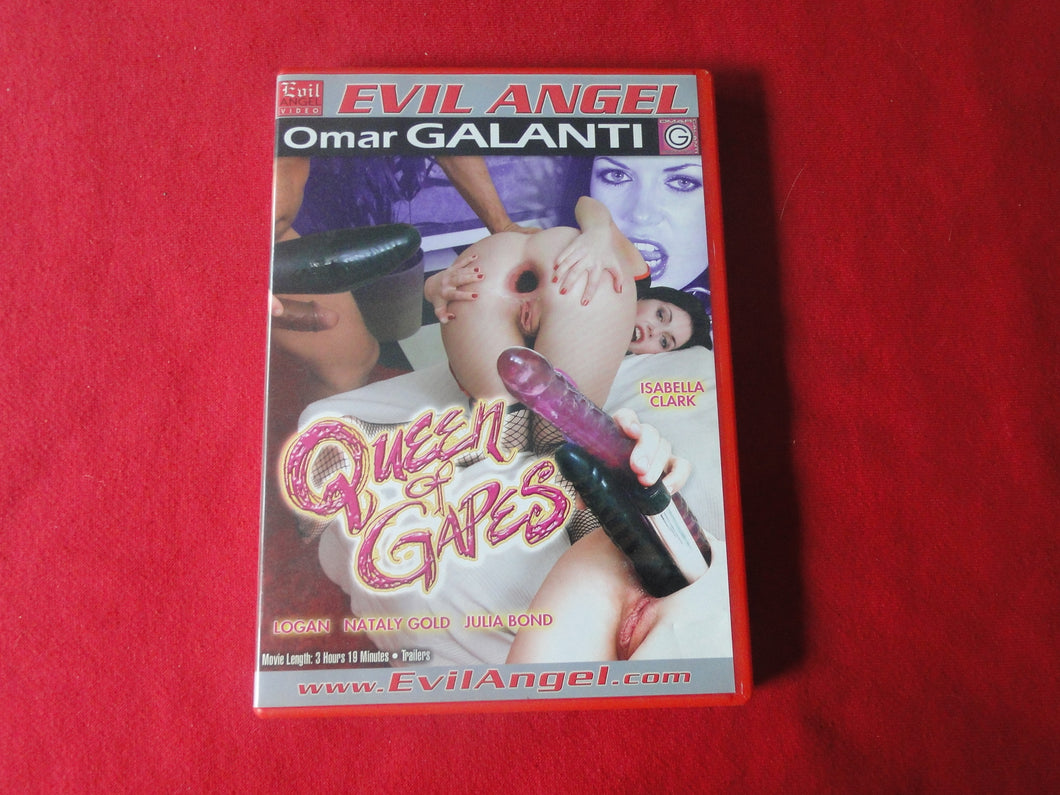 Evil
ANGEL
VIDEO
EVIL ANGEL
Omar GALANTI
OMAR
G
ISABELLA
CLARK
QUEEN
of
GAPES
LOGAN NATALY GOLD JULIA BOND
Movie Length: 3 Hours 19 Minutes • Trailers
www.EvilAngel.com